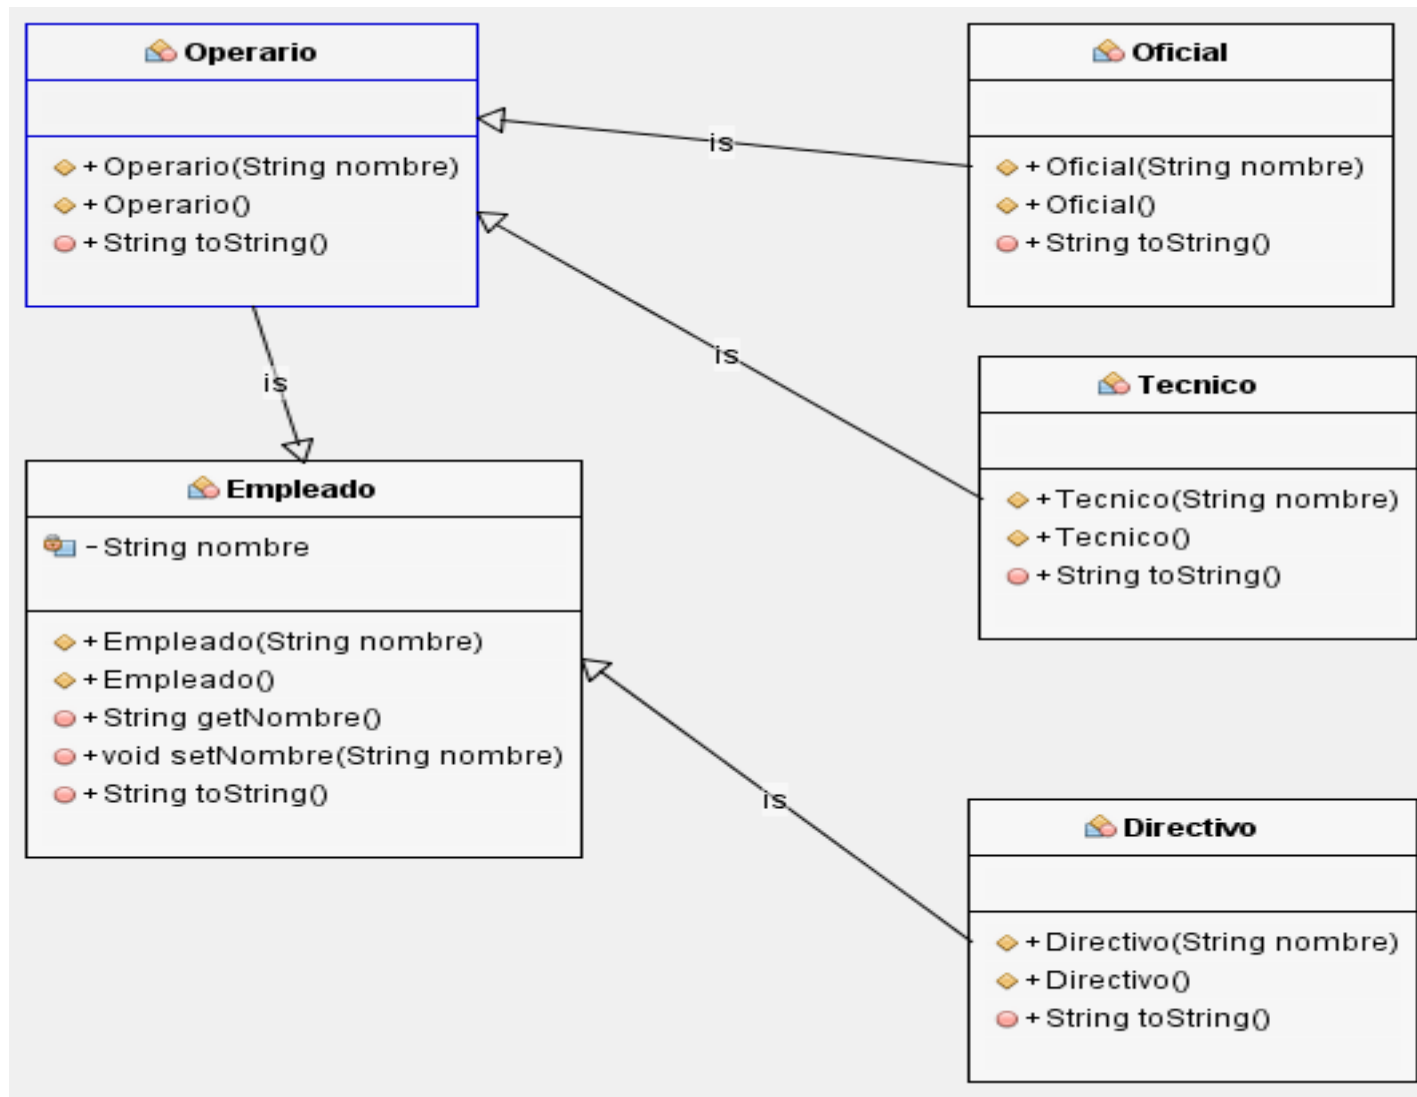 Operario
+Operario(String nombre)
+Operario()
+String toString()
Oficial
+Oficial(String nombre)
+Oficial()
+String toString()
is
is
is
Tecnico
+Tecnico(String nombre)
+Tecnico()
+String toString()
Empleado
-String nombre
+Empleado(String nombre)
+Empleado()
+String getNombre()
+void setNombre(String nombre)
+String toString()
is
Directivo
+Directivo(String nombre)
+Directivo()
+String toString()